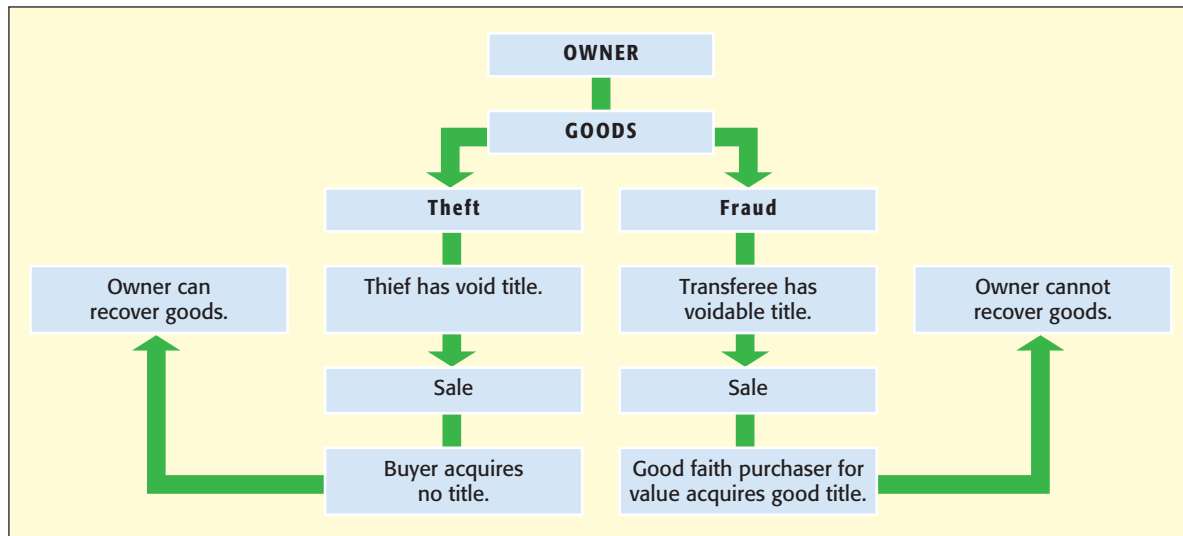 OWNER
GOODS
Theft
Fraud
Owner can
recover goods.
Thief has void title.
Transferee has
voidable title.
Owner cannot
recover goods.
Sale
Sale
Buyer acquires
no title.
Good faith purchaser for
value acquires good title.